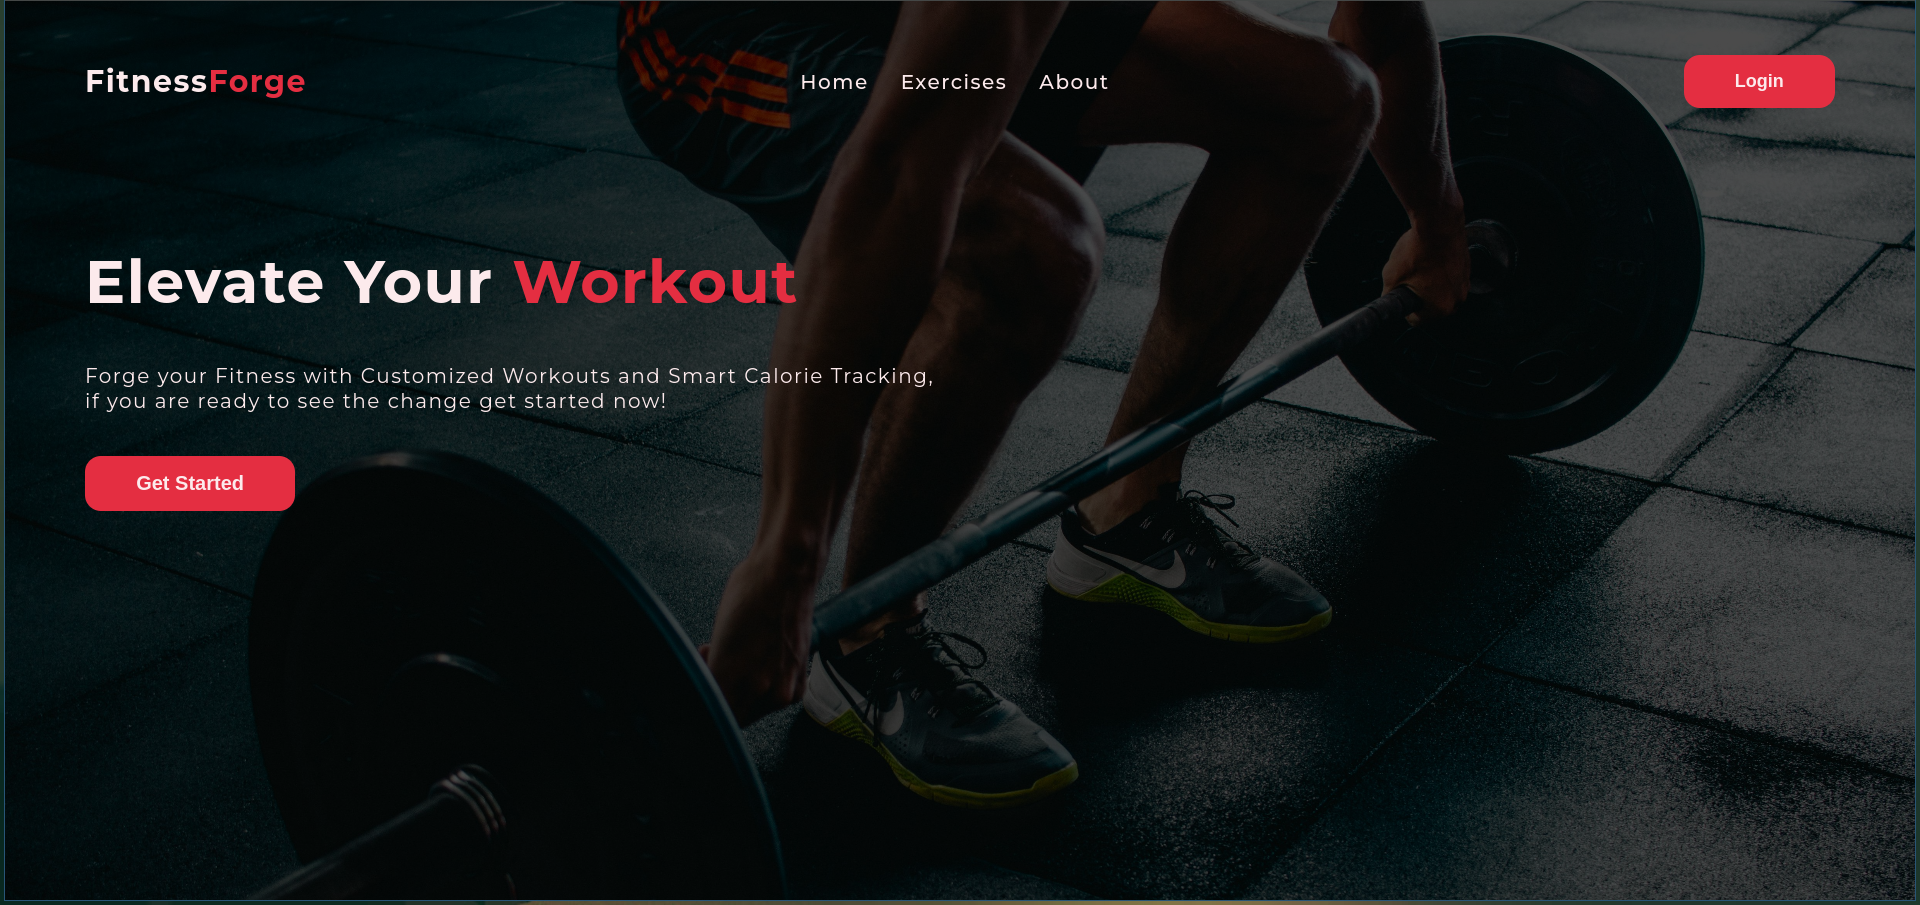 FitnessForge
Home Exercises About
Login
Elevate Your Workout
Forge your Fitness with Customized Workouts and Smart Calorie Tracking,
if you are ready to see the change get started now!
Get Started